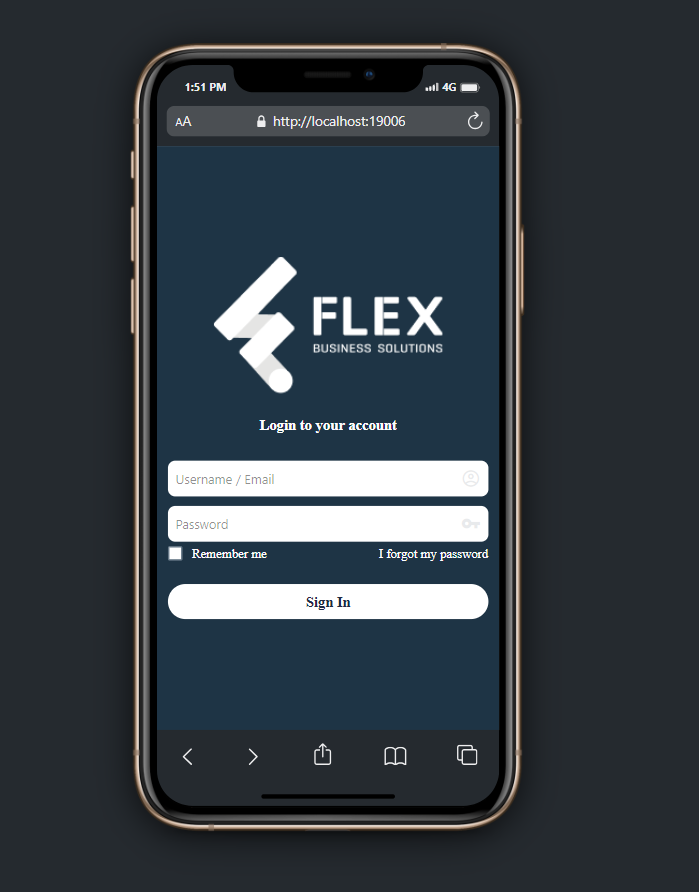 1:51 PM 4G
AA http://localhost:19006
FLEX
BUSINESS SOLUTIONS
Login to your account
Username / Email
Password
Remember me I forgot my password
Sign In